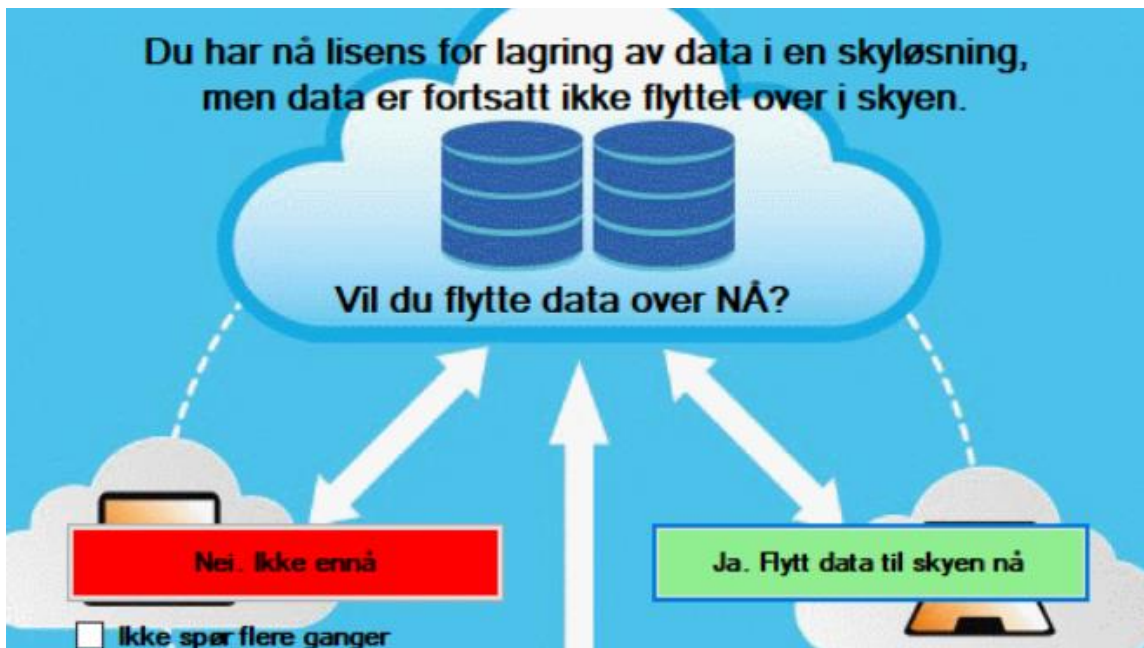 Du har nå lisens for lagring av data i en skyløsning,
men data er fortsatt ikke flyttet over i skyen.
Vil du flytte data over NÅ?
Nei. Ikke ennå
Ja. Flytt data til skyen nå
Ikke spør flere ganger